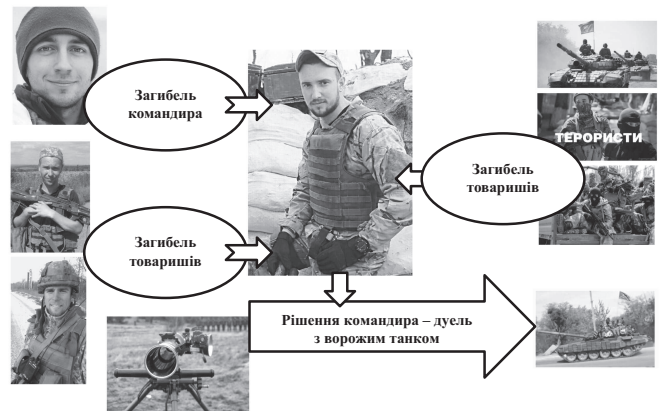 Загибель
командира
ТЕРОРИСТИ
Загибель
товаришів
Загибель
товаришів
Рішення командира – дуель
з ворожим танком